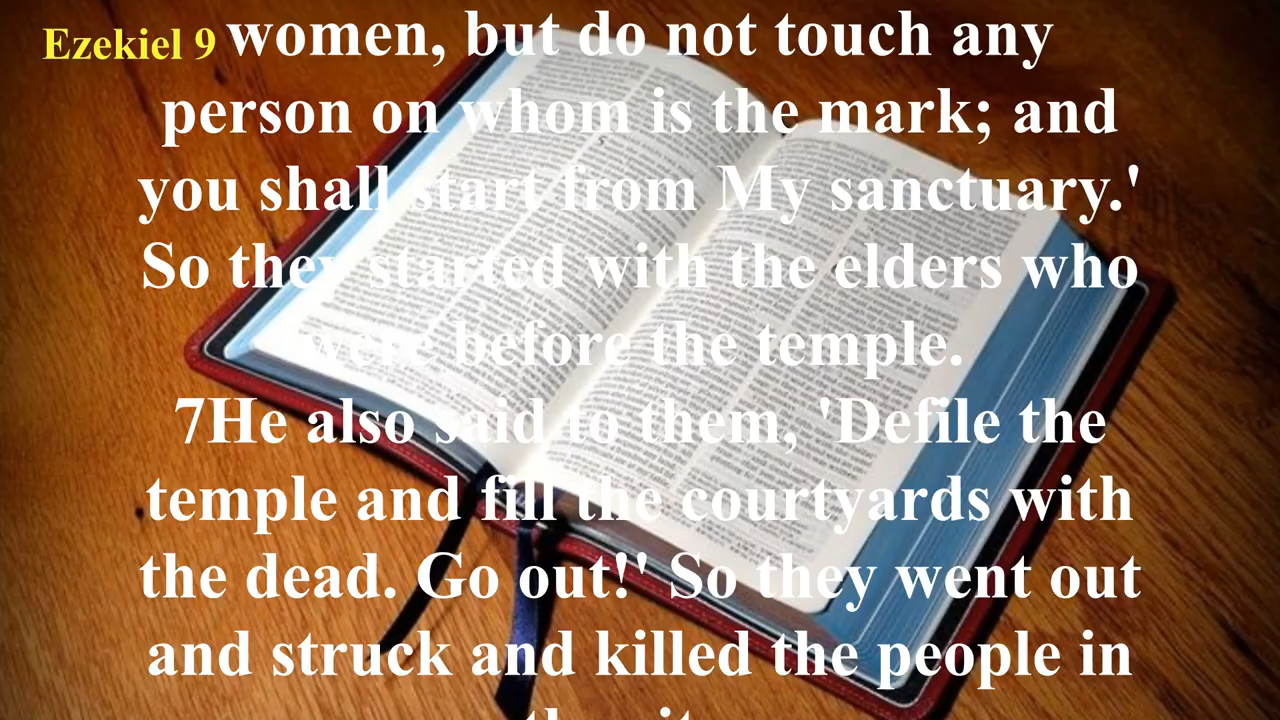 Ezekiel 9
women, but do not touch any
person on whom is the mark; and
you shall start from My sanctuary.'
So they started with the elders who
were before the temple.
7He also said to them, 'Defile the
temple and fill the courtyards with
the dead. Go out!' So they went out
and struck and killed the people in